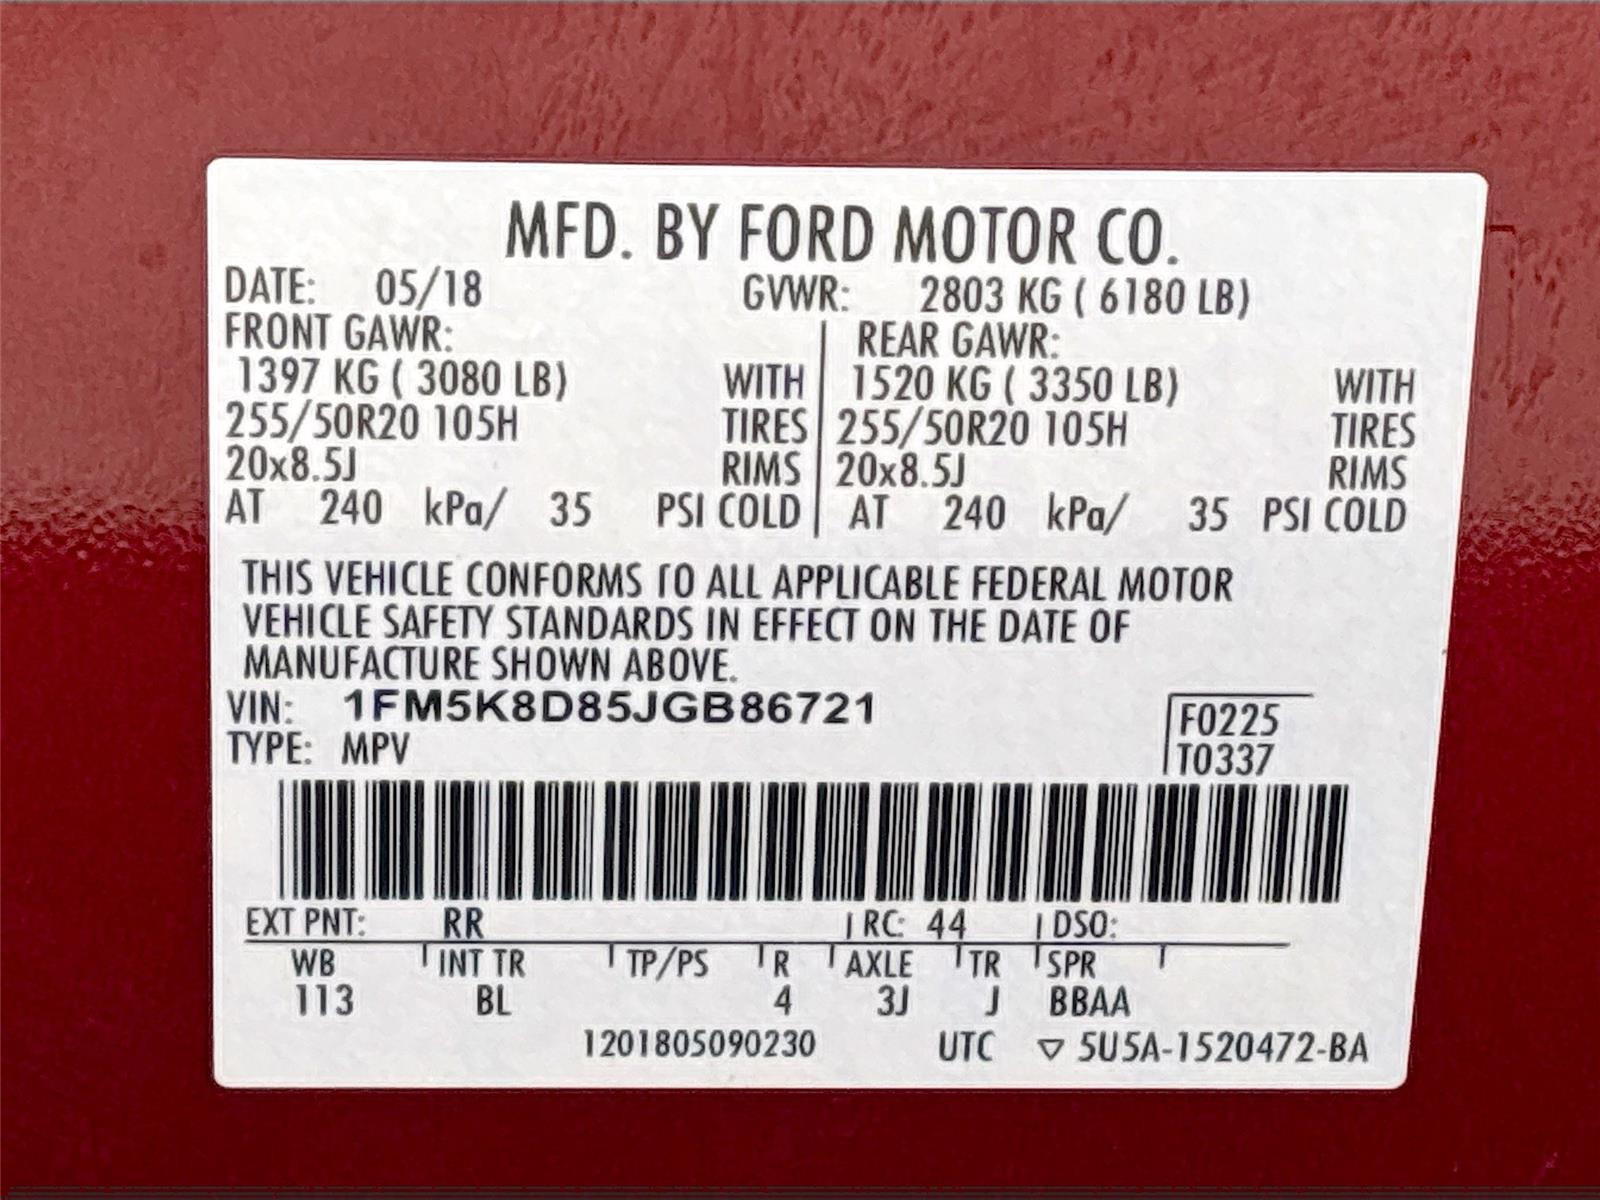 MFD. BY FORD MOTOR CO.
DATE: 05/18 GVWR: 2803 KG ( 6180 LB)
FRONT GAWR: REAR GAWR:
1397 KG ( 3080 LB) WITH 1520 KG ( 3350 LB) WITH
255/50R20 105H TIRES 255/50R20 105H TIRES
20x8.5J RIMS 20x8.5J RIMS
AT 240 kPa/ 35 PSI COLD AT 240 kPa/ 35 PSI COLD
THIS VEHICLE CONFORMS TO ALL APPLICABLE FEDERAL MOTOR
VEHICLE SAFETY STANDARDS IN EFFECT ON THE DATE OF
MANUFACTURE SHOWN ABOVE.
VIN: 1FM5K8D85JGB86721 F0225
TYPE: MPV T0337
EXT PNT: RR RC: 44 DSO:
WB INT TR TP/PS R AXLE TR SPR
113 BL 4 3J J BBAA
1201805090230 UTC ▽ 5U5A-1520472-BA